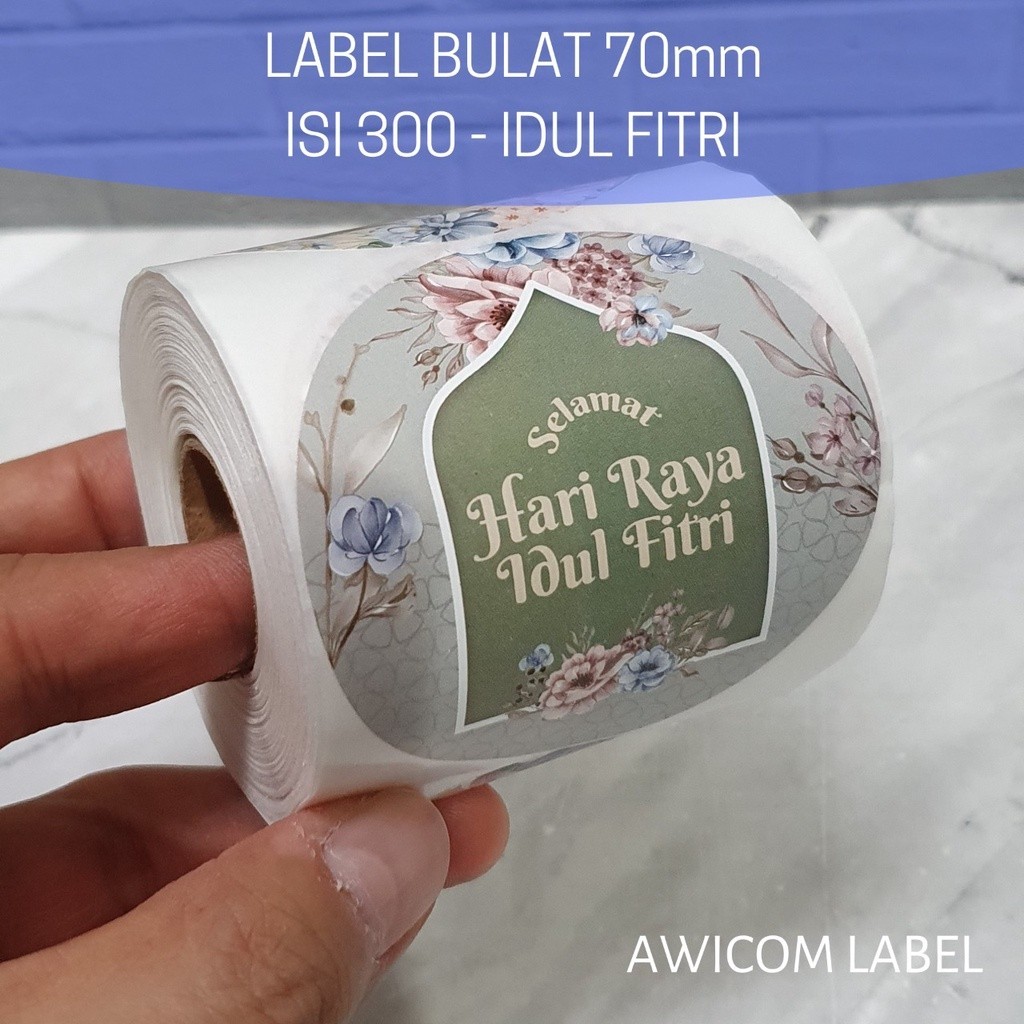 LABEL BULAT 70mm
ISI 300 - IDUL FITRI
Selamat
Hari Raya
Idul Fitri
AWICOM LABEL